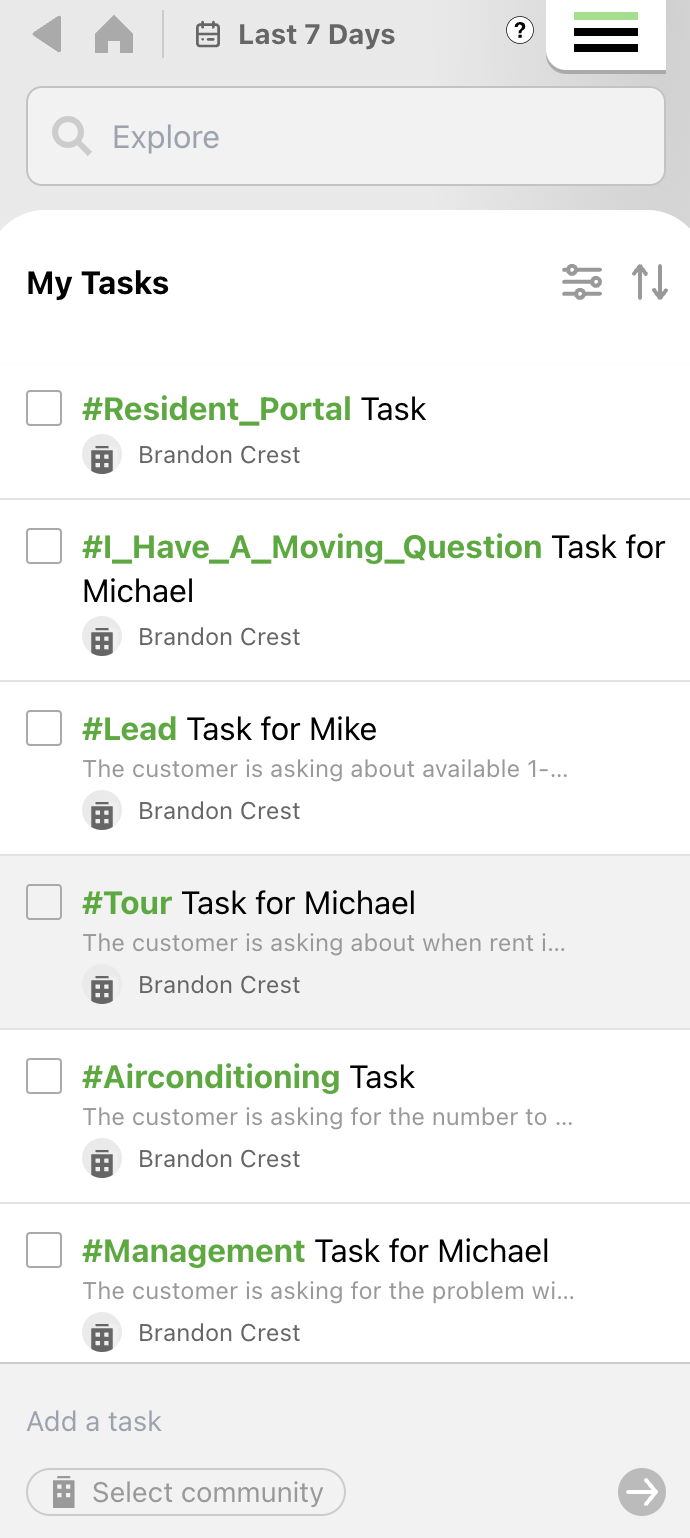 Last 7 Days
?
Explore
My Tasks
#Resident_Portal Task
Brandon Crest
#I_Have_A_Moving_Question Task for
Michael
Brandon Crest
#Lead Task for Mike
The customer is asking about available 1-...
Brandon Crest
#Tour Task for Michael
The customer is asking about when rent i...
Brandon Crest
#Airconditioning Task
The customer is asking for the number to ...
Brandon Crest
#Management Task for Michael
The customer is asking for the problem wi...
Brandon Crest
Add a task
Select community